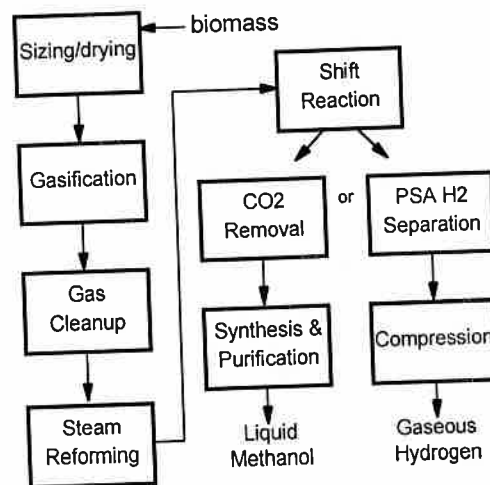 biomass
Sizing/drying
Gasification
Gas
Cleanup
Steam
Reforming
Shift
Reaction
CO2
Removal
or
PSA H2
Separation
Synthesis &
Purification
Compression
Liquid
Methanol
Gaseous
Hydrogen